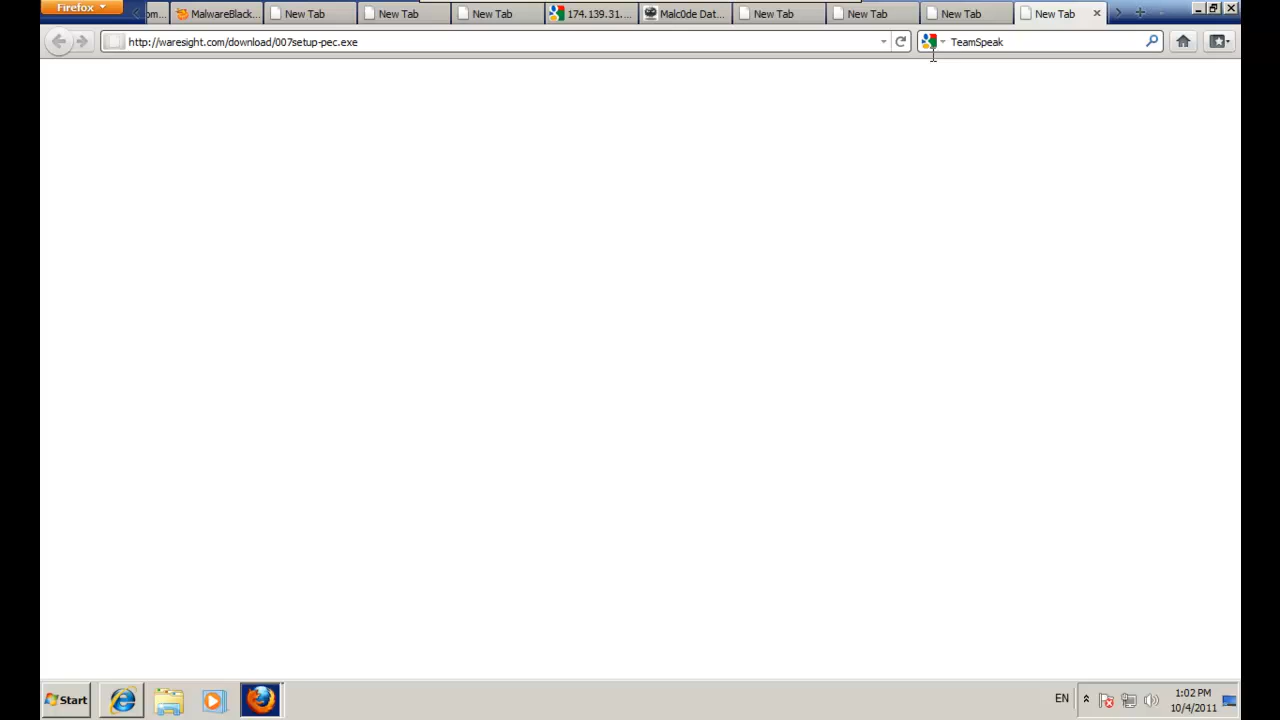 Firefox
om...
MalwareBlack...
New Tab
New Tab
New Tab
174.139.31....
Malc0de Dat...
New Tab
New Tab
New Tab
New Tab
http://waresight.com/download/007setup-pec.exe
TeamSpeak
Start
EN
1:02 PM
10/4/2011